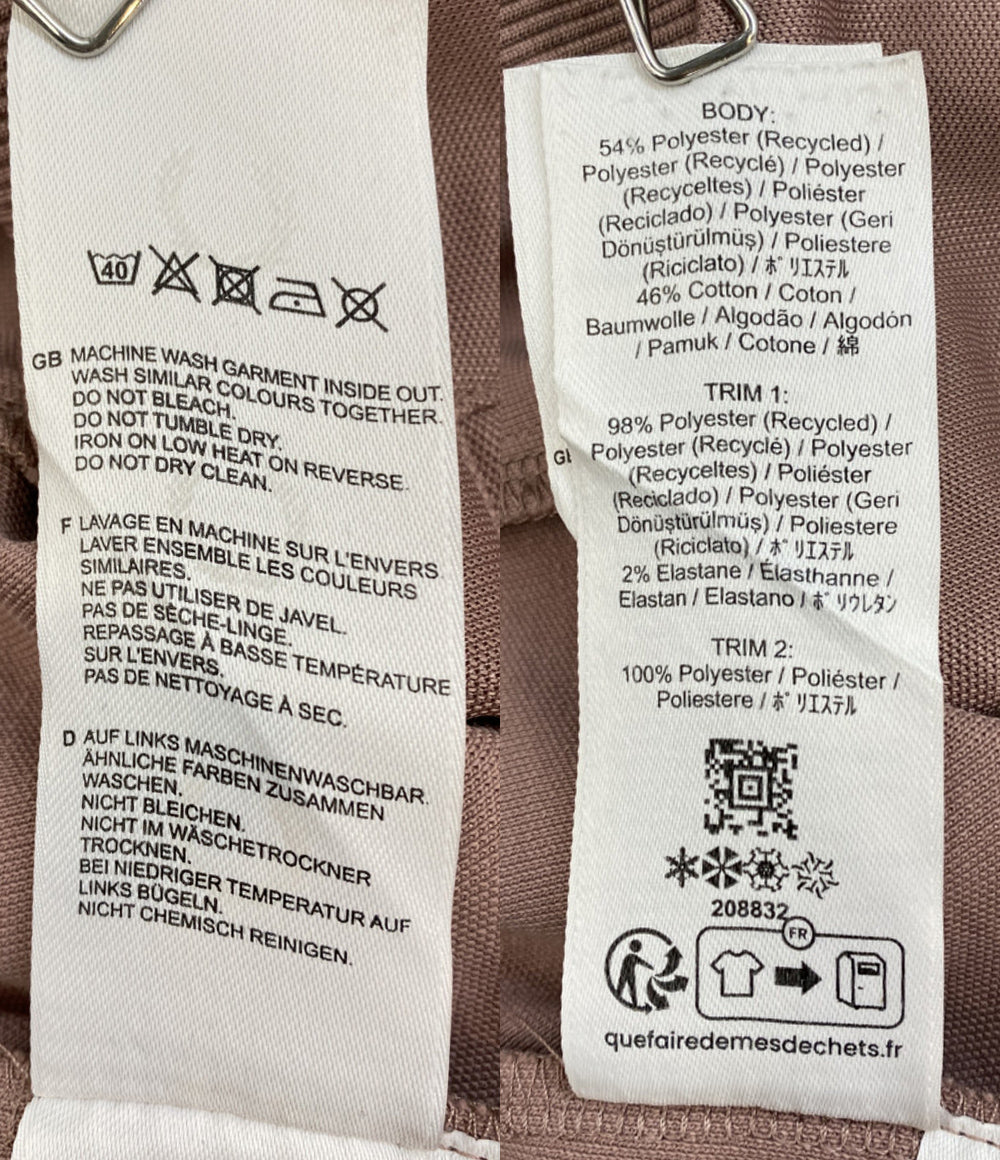 40
GB MACHINE WASH GARMENT INSIDE OUT.
WASH SIMILAR COLOURS TOGETHER.
DO NOT BLEACH.
DO NOT TUMBLE DRY.
IRON ON LOW HEAT ON REVERSE.
DO NOT DRY CLEAN.
F LAVAGE EN MACHINE SUR L'ENVERS
LAVER ENSEMBLE LES COULEURS
SIMILAIRES.
NE PAS UTILISER DE JAVEL.
PAS DE SÈCHE-LINGE.
REPASSAGE À BASSE TEMPÉRATURE
SUR L'ENVERS.
PAS DE NETTOYAGE À SEC.
D AUF LINKS MASCHINENWASCHBAR.
ÄHNLICHE FARBEN ZUSAMMEN
WASCHEN.
NICHT BLEICHEN.
NICHT IM WÄSCHETROCKNER
TROCKNEN.
BEI NIEDRIGER TEMPERATUR AUF
LINKS BÜGELN.
NICHT CHEMISCH REINIGEN.
BODY:
54% Polyester (Recycled) /
Polyester (Recyclé) / Polyester
(Recyceltes) / Poliéster
(Reciclado) / Polyester (Geri
Dönüştürülmüş) / Poliestere
(Riciclato) / ポリエステル
46% Cotton / Coton /
Baumwolle / Algodão / Algodón
/ Pamuk / Cotone / 綿
TRIM 1:
98% Polyester (Recycled) /
Polyester (Recyclé) / Polyester
(Recyceltes) / Poliéster
(Reciclado) / Polyester (Geri
Dönüştürülmüş) / Poliestere
(Riciclato) / ポリエステル
2% Elastane / Élasthanne /
Elastan / Elastano / ポリウレタン
TRIM 2:
100% Polyester / Poliéster /
Poliestere / ポリエステル
208832
FR
quefairedemesdechets.fr